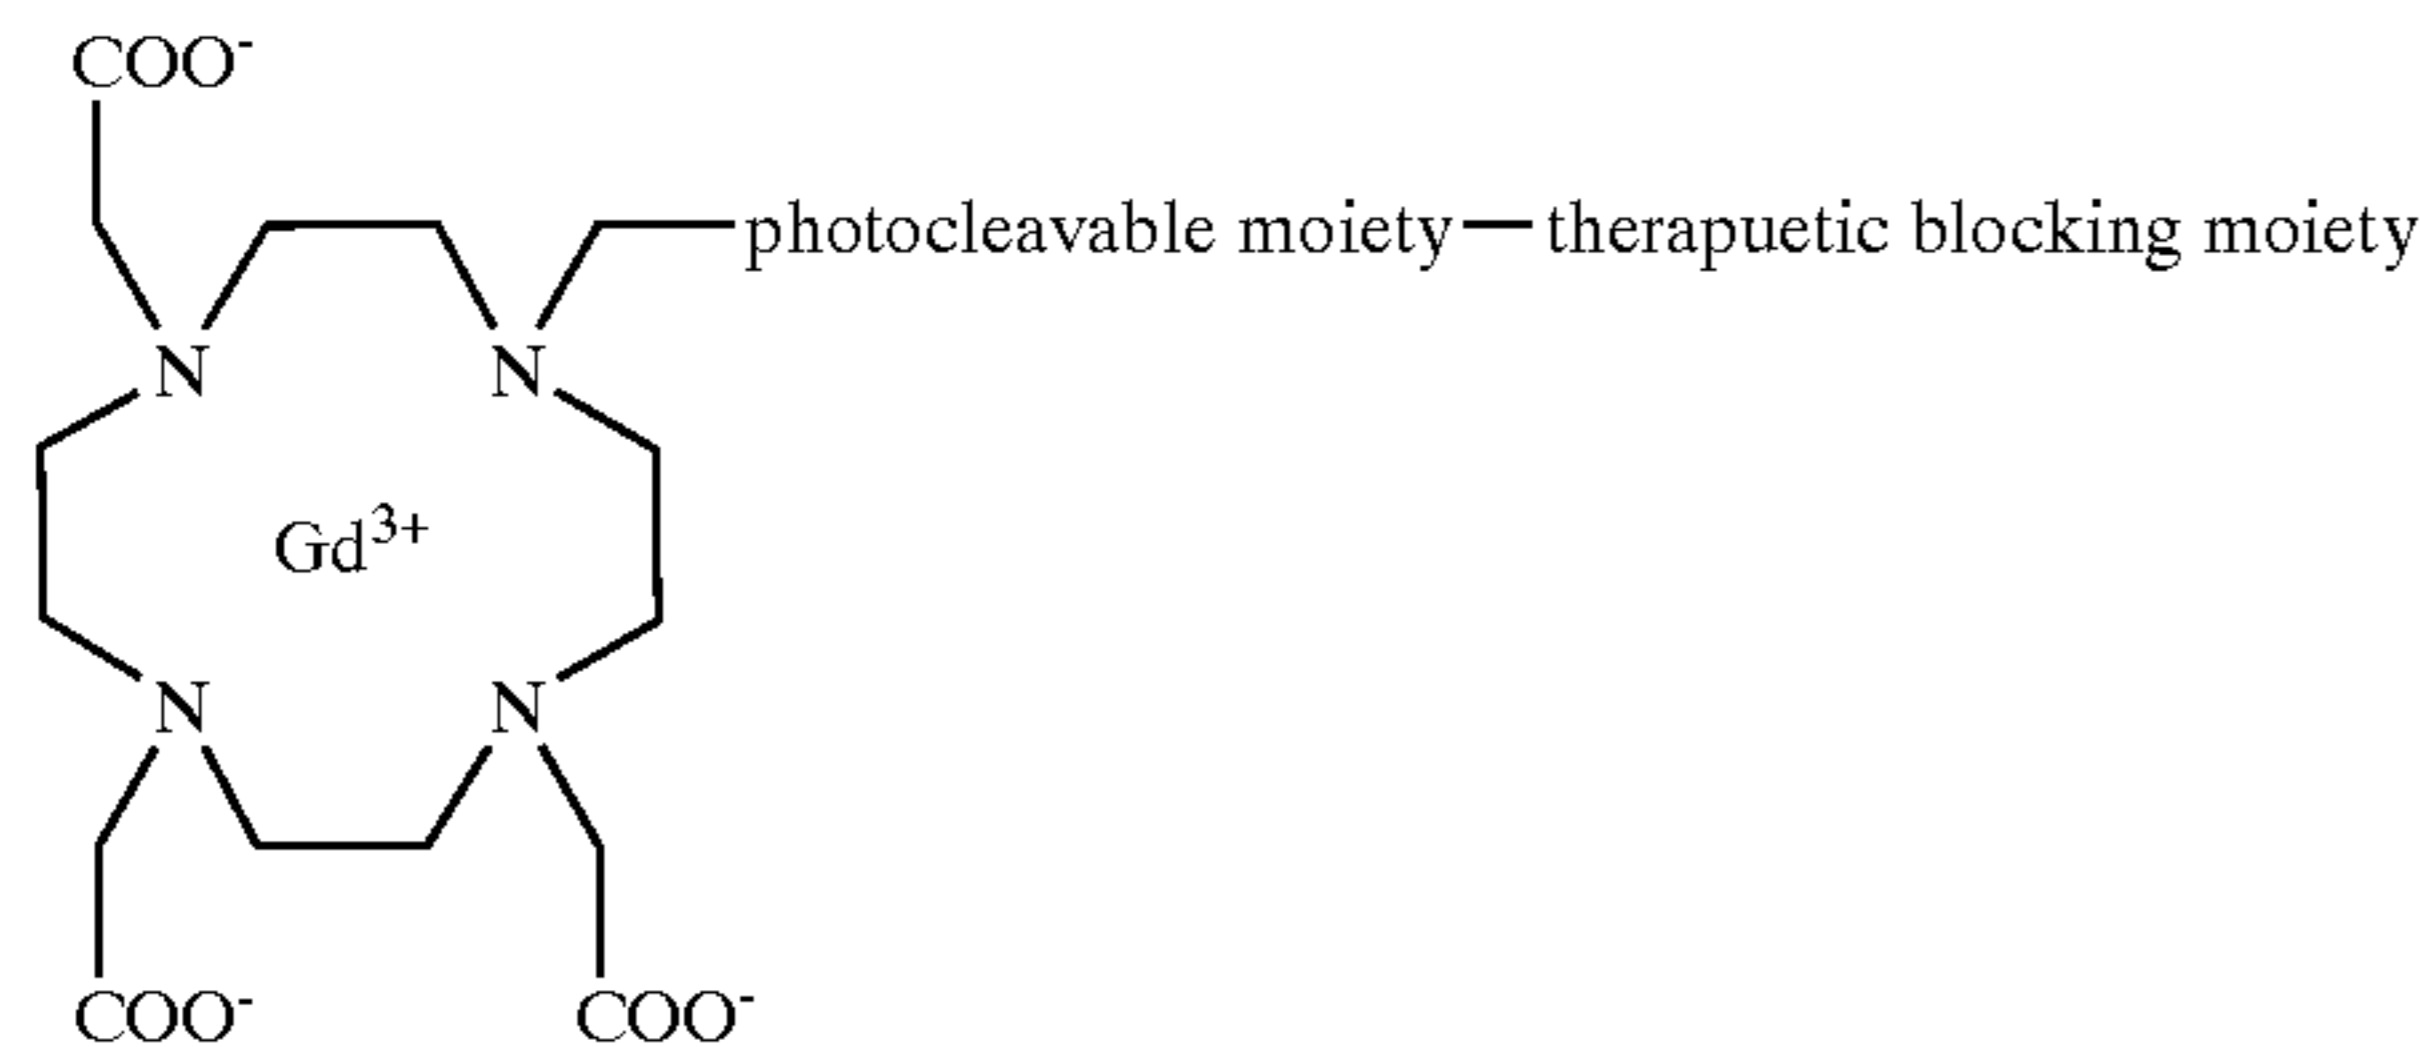 COO-
photocleavable moiety—therapuetic blocking moiety
N N
Gd3+
N N
COO- COO-